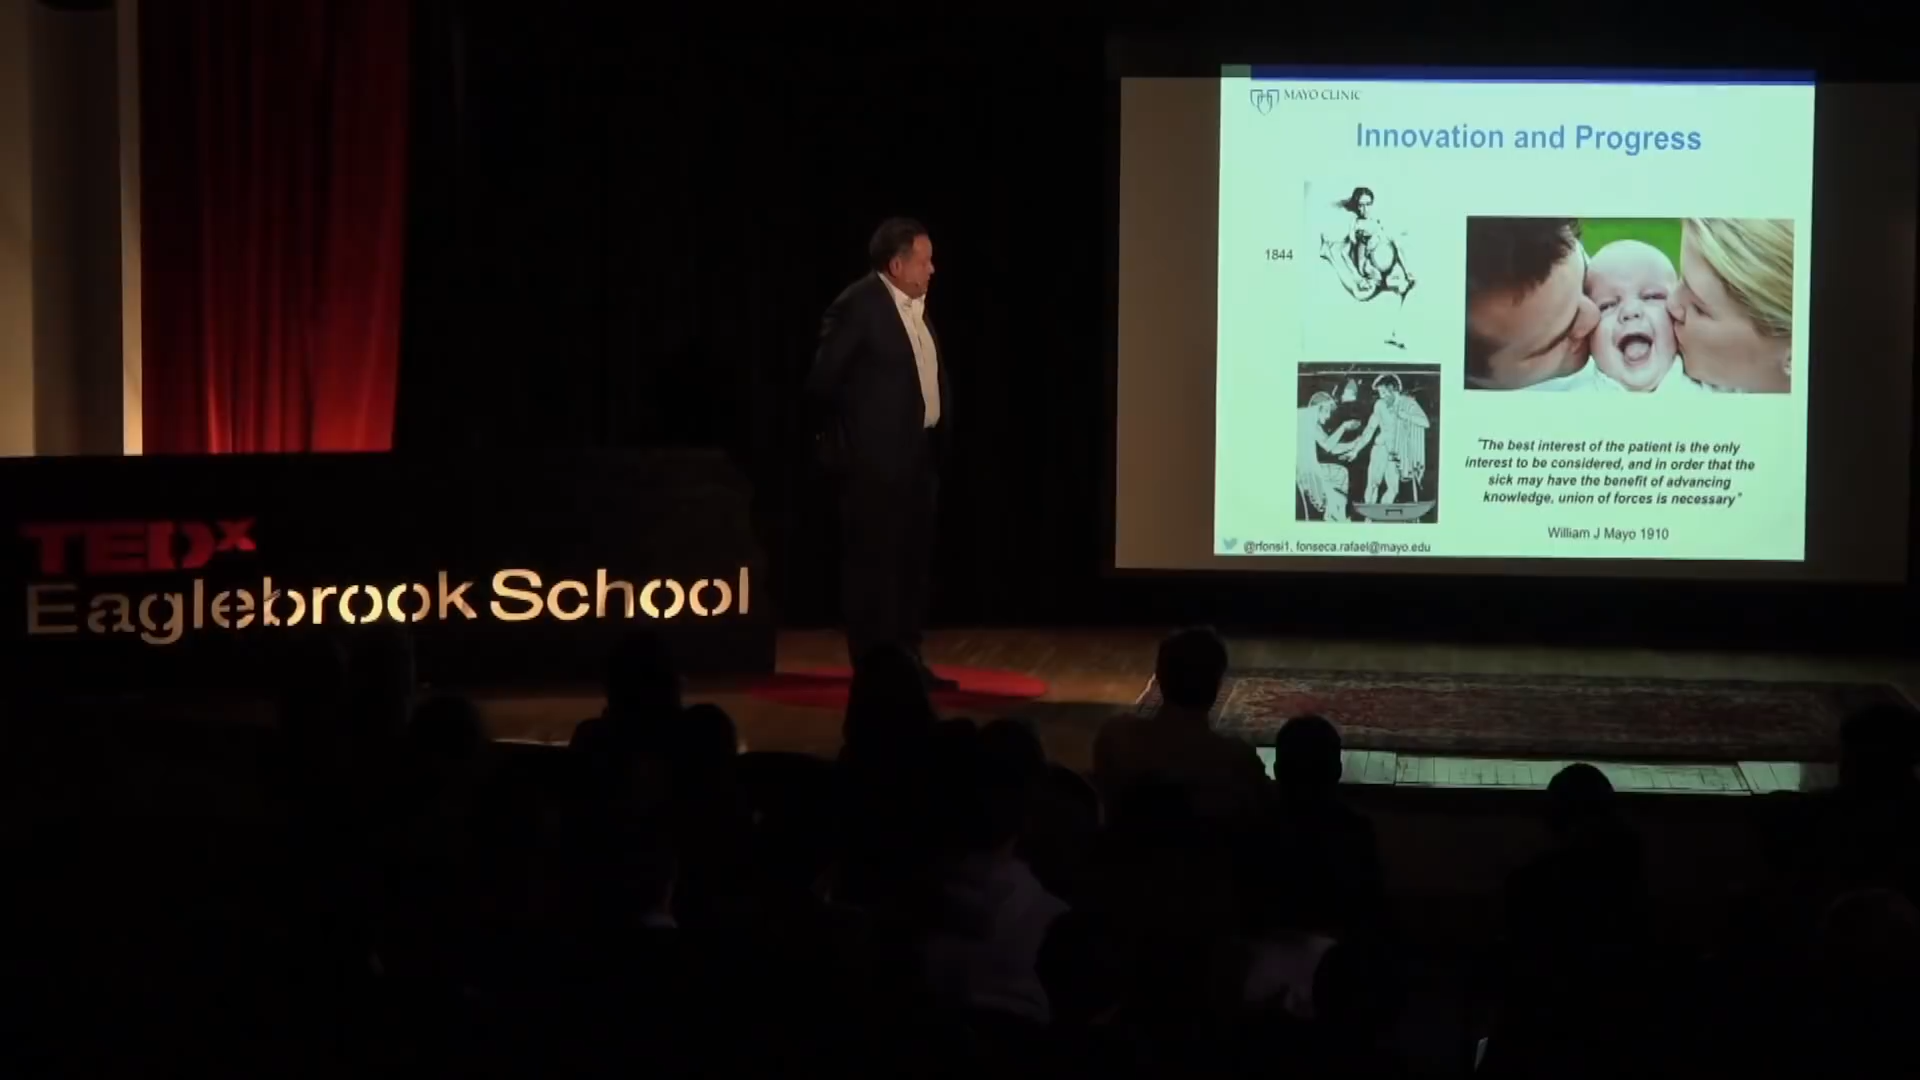 MAYO CLINIC
Innovation and Progress
1844
"The best interest of the patient is the only
interest to be considered, and in order that the
sick may have the benefit of advancing
knowledge, union of forces is necessary"
William J Mayo 1910
@rfonsi1, fonseca.rafael@mayo.edu
TEDx
Eaglebrook School